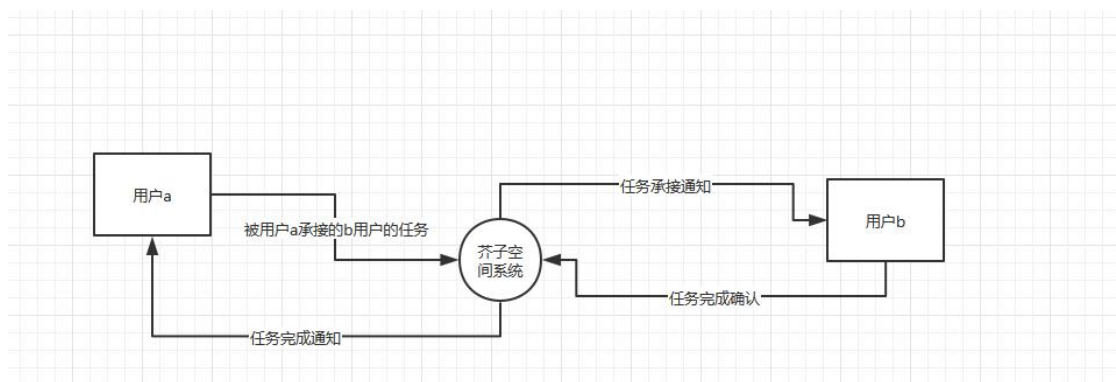 用户a
被用户a承接的b用户的任务
芥子空
间系统
任务承接通知
用户b
任务完成确认
任务完成通知